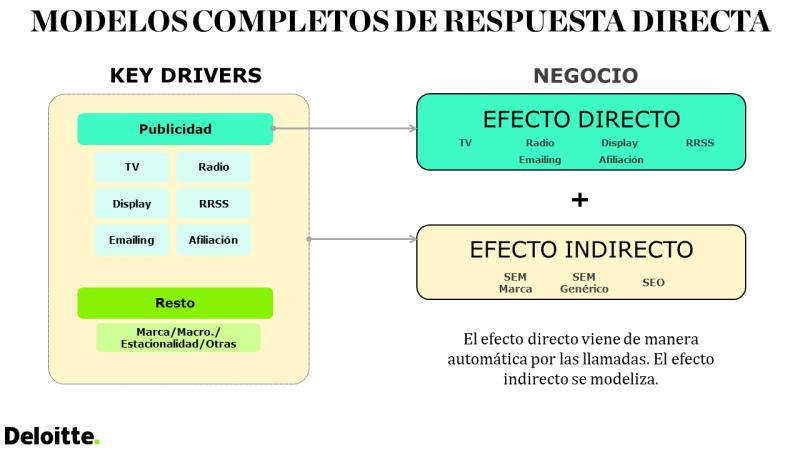 MODELOS COMPLETOS DE RESPUESTA DIRECTA
KEY DRIVERS
Publicidad
TV
Radio
Display
RRSS
Emailing
Afiliación
Resto
Marca/Macro./
Estacionalidad/Otras
NEGOCIO
EFECTO DIRECTO
TV Radio Display RRSS
Emailing Afiliación
+
EFECTO INDIRECTO
SEM
Marca
SEM
Genérico
SEO
El efecto directo viene de manera
automática por las llamadas. El efecto
indirecto se modeliza.
Deloitte.